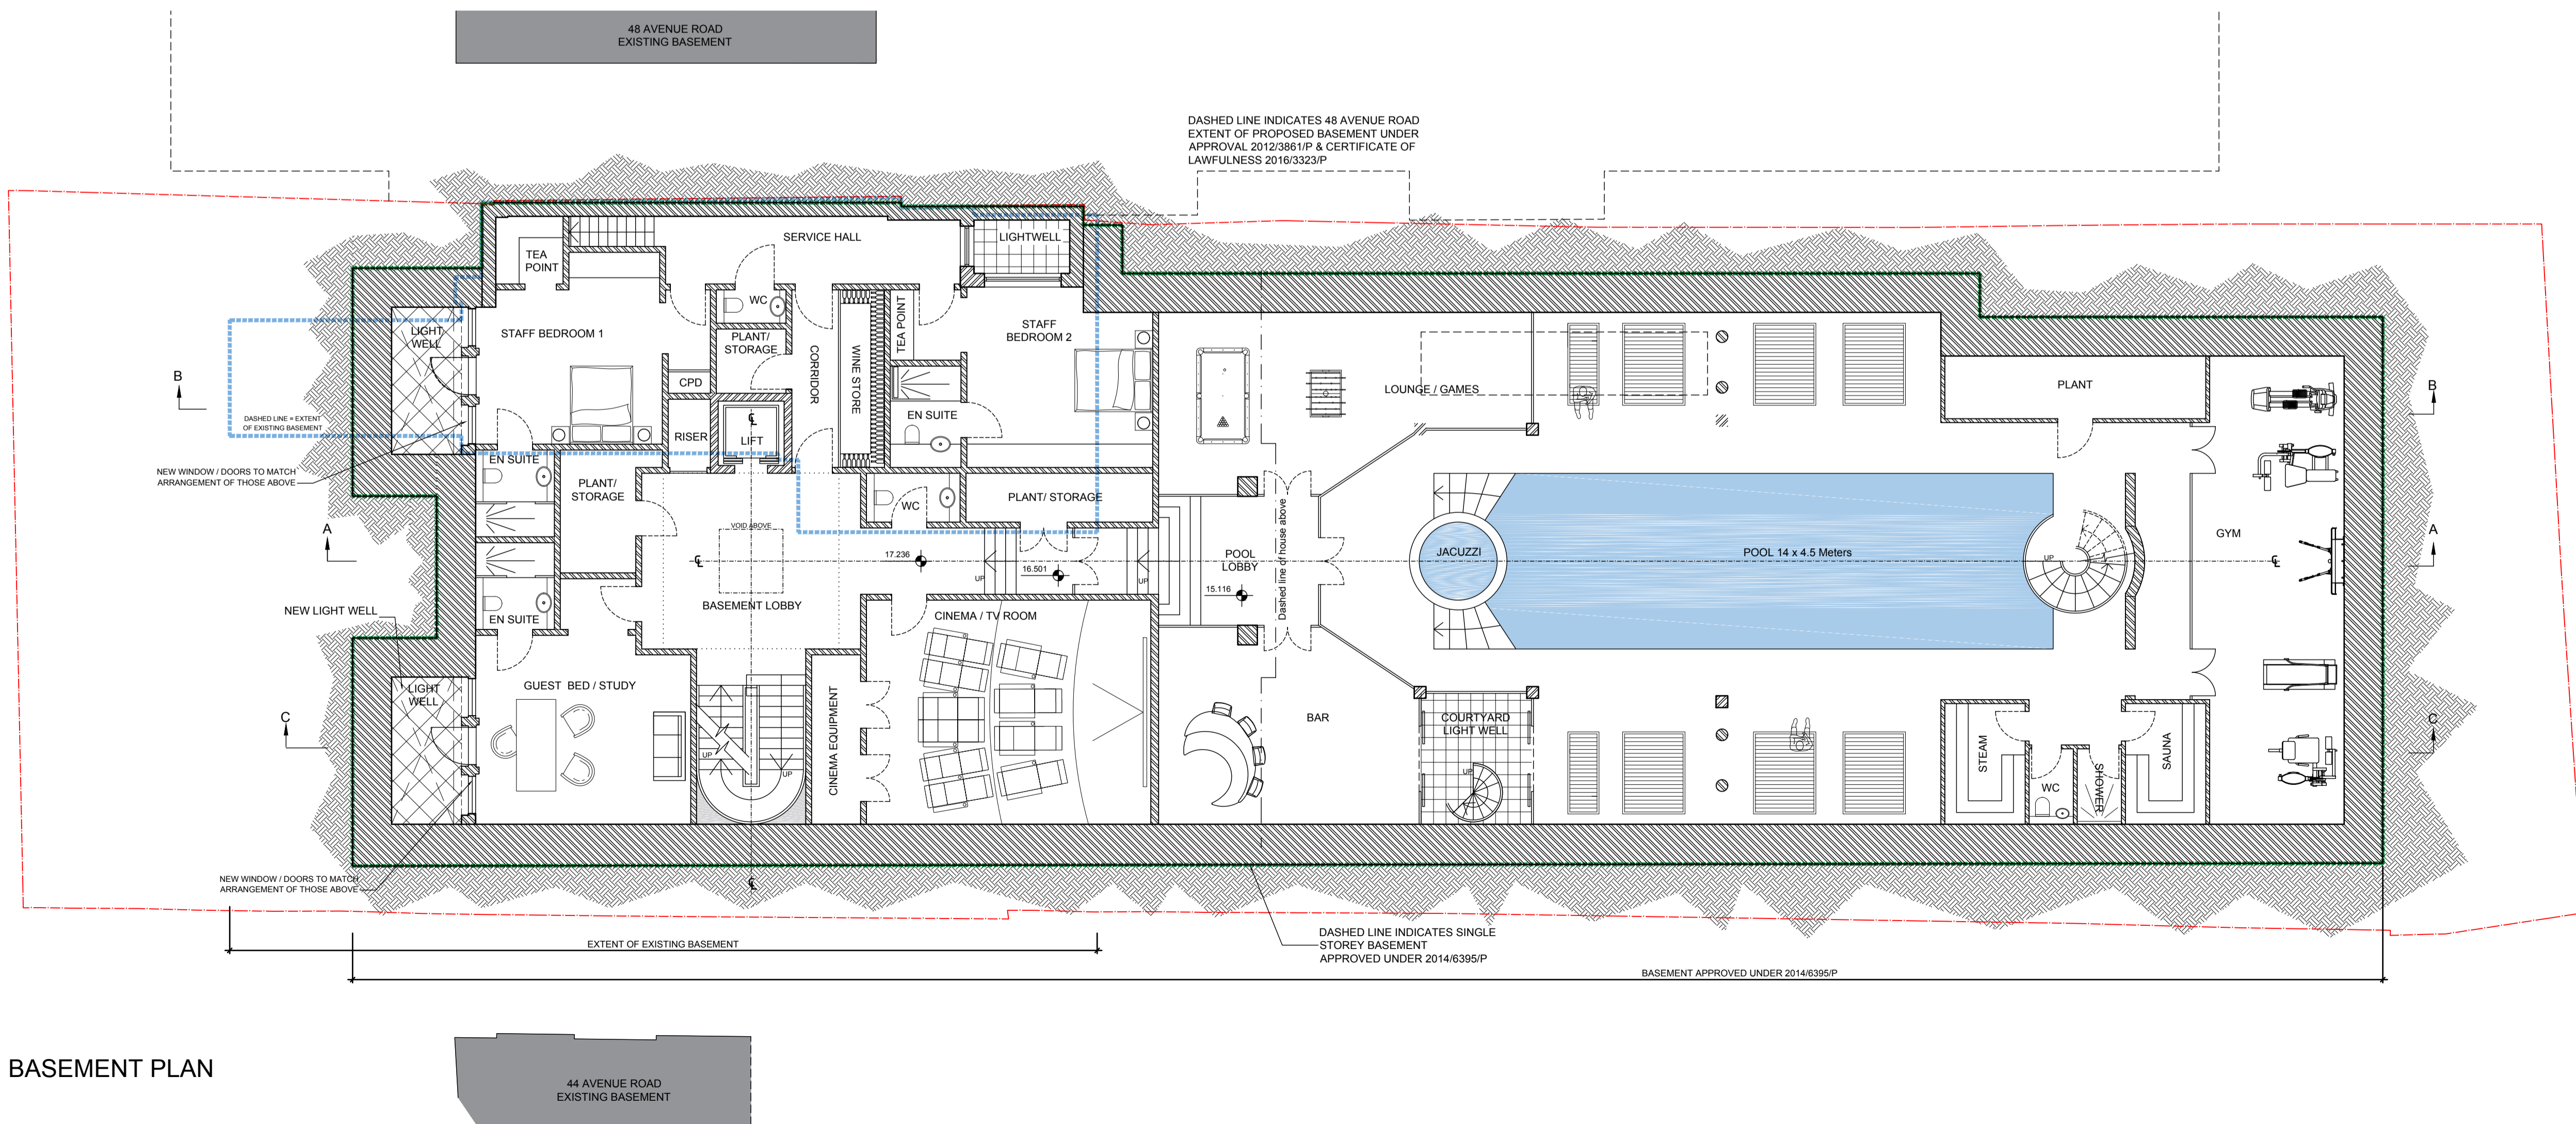 48 AVENUE ROAD
EXISTING BASEMENT
DASHED LINE INDICATES 48 AVENUE ROAD
EXTENT OF PROPOSED BASEMENT UNDER
APPROVAL 2012/3861/P & CERTIFICATE OF
LAWFULNESS 2016/3323/P
SERVICE HALL
LIGHTWELL
TEA
POINT
WC
LIGHT
WELL
STAFF BEDROOM 1
PLANT/
STORAGE
CORRIDOR
WINE STORE
TEA POINT
STAFF
BEDROOM 2
B
CPD
LOUNGE / GAMES
PLANT
B
DASHED LINE = EXTENT
OF EXISTING BASEMENT
EN SUITE
RISER
℄
LIFT
NEW WINDOW / DOORS TO MATCH
ARRANGEMENT OF THOSE ABOVE
EN SUITE
PLANT/
STORAGE
WC
PLANT/ STORAGE
A
VOID ABOVE
GYM
A
℄
17.236
UP
16.501
UP
POOL
LOBBY
15.116
Dashed line of house above
JACUZZI
POOL 14 x 4.5 Meters
UP
℄
NEW LIGHT WELL
EN SUITE
BASEMENT LOBBY
CINEMA / TV ROOM
LIGHT
WELL
GUEST BED / STUDY
C
CINEMA EQUIPMENT
UP
UP
BAR
COURTYARD
LIGHT WELL
UP
STEAM
WC
SHOWER
SAUNA
C
NEW WINDOW / DOORS TO MATCH
ARRANGEMENT OF THOSE ABOVE
℄
EXTENT OF EXISTING BASEMENT
DASHED LINE INDICATES SINGLE
STOREY BASEMENT
APPROVED UNDER 2014/6395/P
BASEMENT APPROVED UNDER 2014/6395/P
BASEMENT PLAN
44 AVENUE ROAD
EXISTING BASEMENT